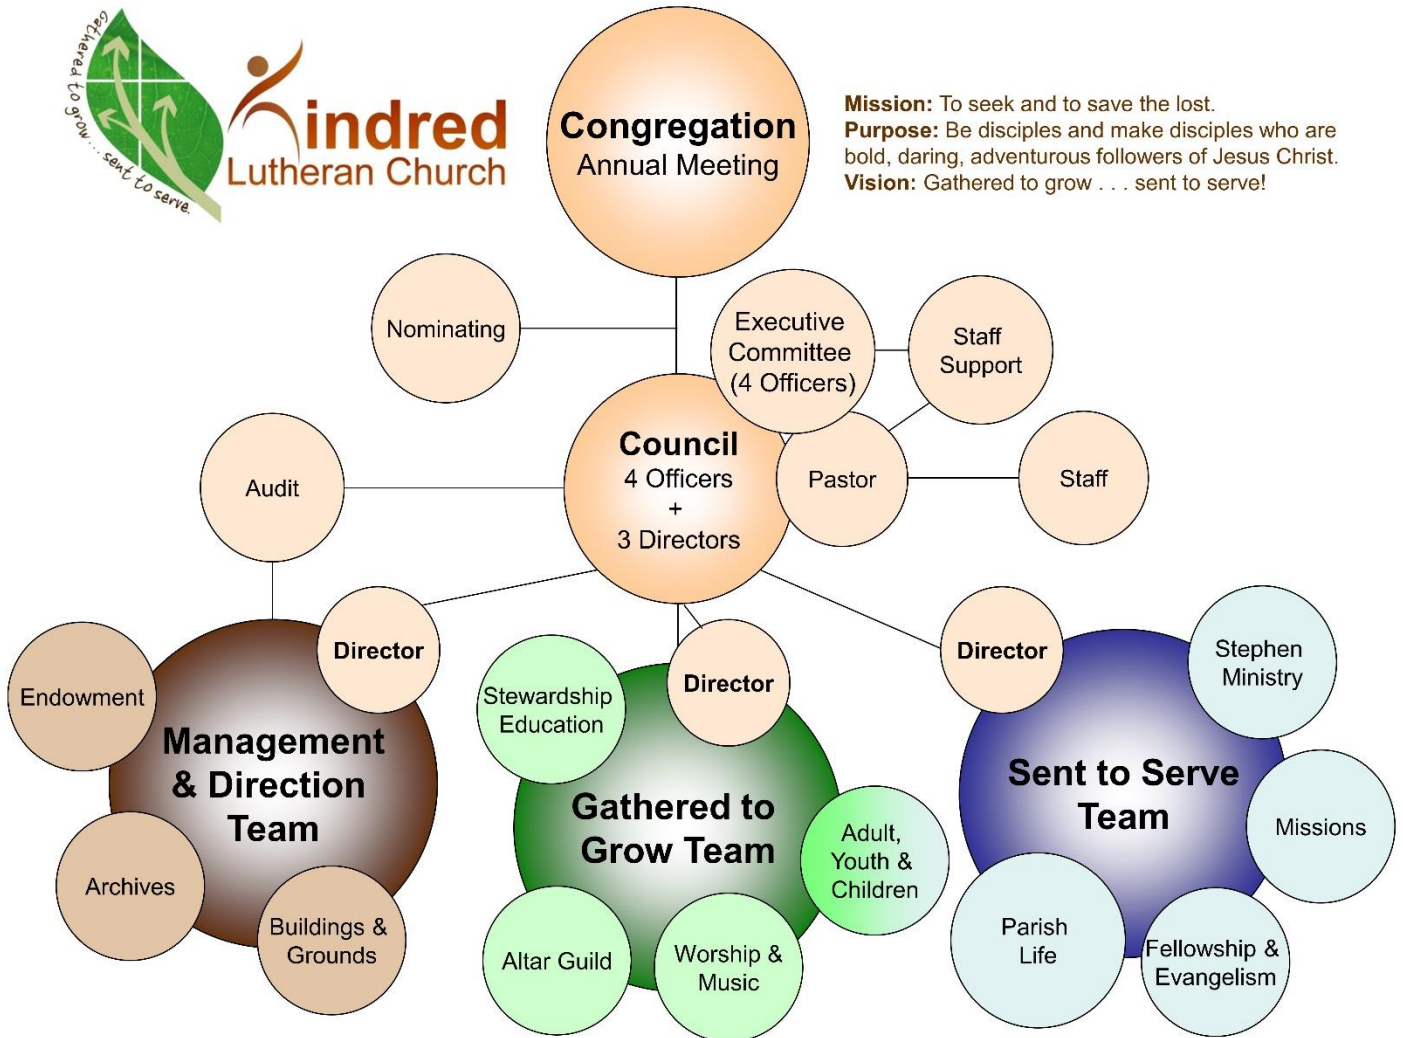 Gathered to grow . . . sent to serve.
Kindred
Lutheran Church
Congregation
Annual Meeting
Mission: To seek and to save the lost.
Purpose: Be disciples and make disciples who are
bold, daring, adventurous followers of Jesus Christ.
Vision: Gathered to grow . . . sent to serve!
Nominating
Executive
Committee
(4 Officers)
Staff
Support
Audit
Council
4 Officers
+
3 Directors
Pastor
Staff
Endowment
Director
Management
& Direction
Team
Archives
Buildings &
Grounds
Stewardship
Education
Director
Gathered to
Grow Team
Adult,
Youth &
Children
Altar Guild
Worship &
Music
Director
Stephen
Ministry
Sent to Serve
Team
Missions
Parish
Life
Fellowship &
Evangelism